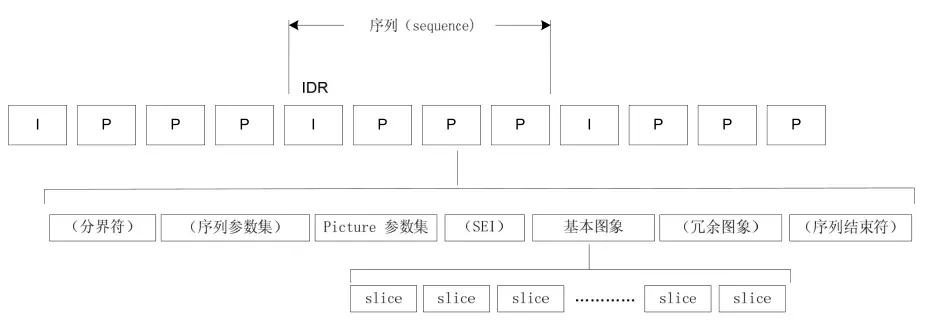 序列（sequence）
IDR
I P P P I P P P I P P P
（分界符） （序列参数集） Picture 参数集 （SEI） 基本图象 （冗余图象） （序列结束符）
slice slice slice ………… slice slice